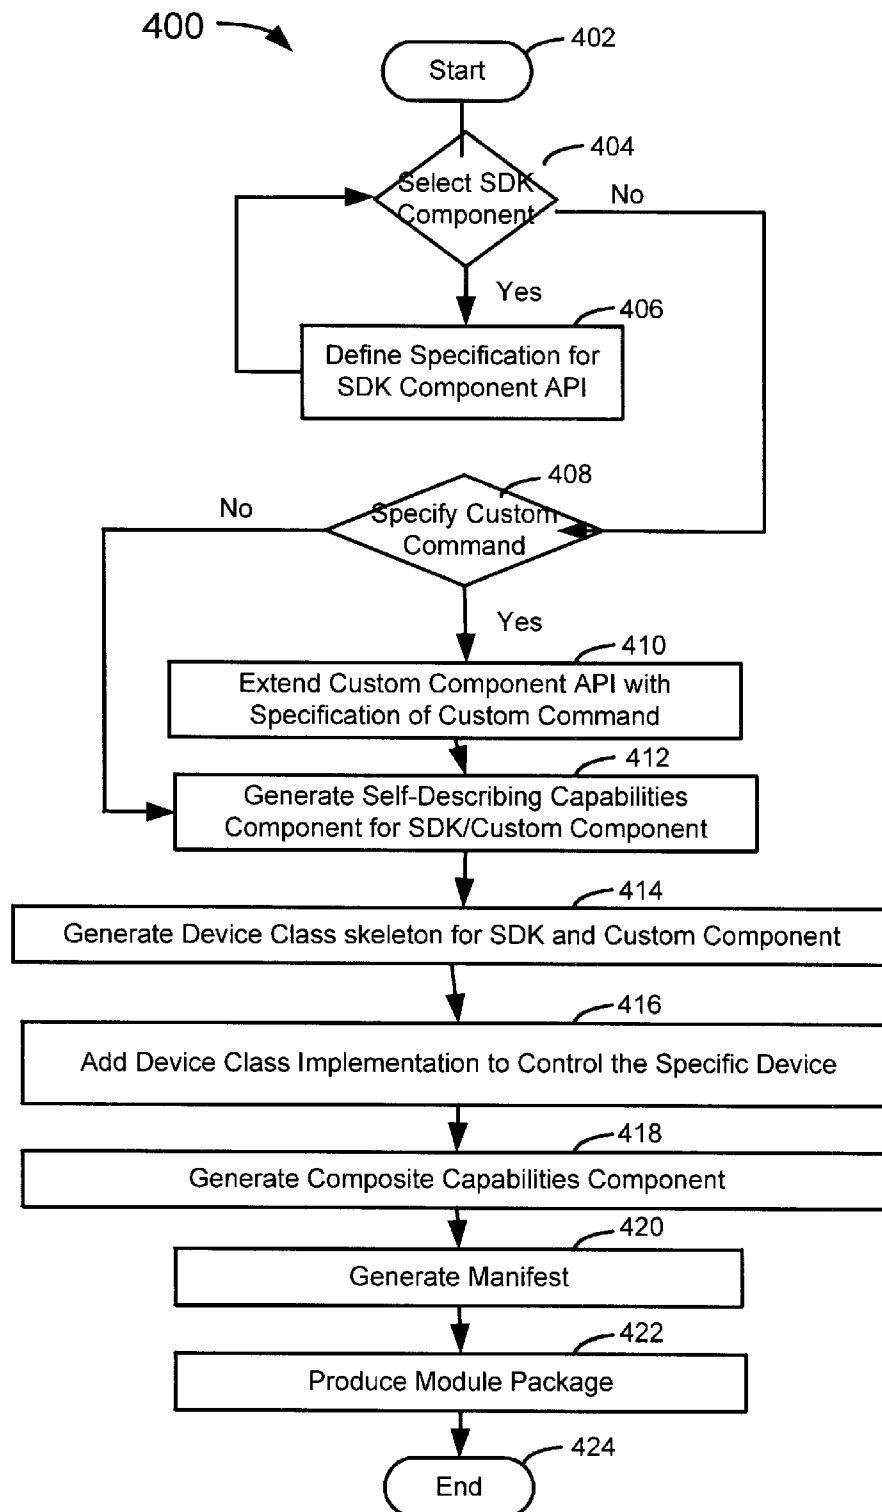 400
402
Start
404
Select SDK
Component
No
Yes
406
Define Specification for
SDK Component API
408
No
Specify Custom
Command
Yes
410
Extend Custom Component API with
Specification of Custom Command
412
Generate Self-Describing Capabilities
Component for SDK/Custom Component
414
Generate Device Class skeleton for SDK and Custom Component
416
Add Device Class Implementation to Control the Specific Device
418
Generate Composite Capabilities Component
420
Generate Manifest
422
Produce Module Package
424
End